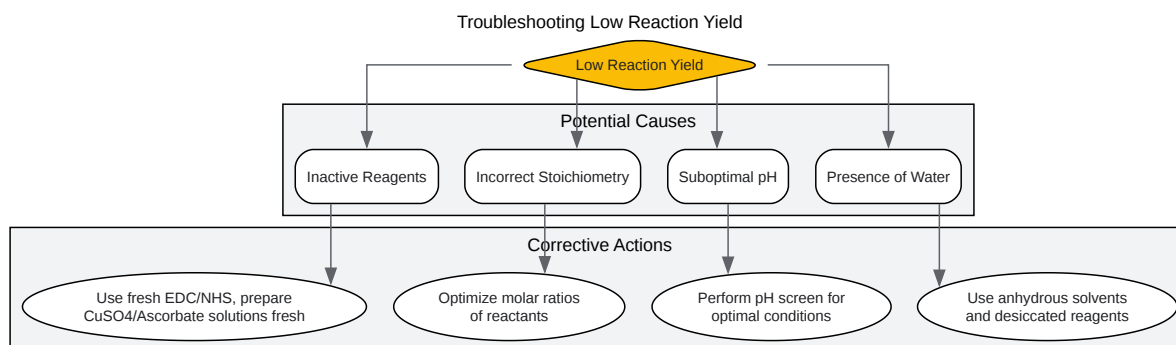 Troubleshooting Low Reaction Yield
Low Reaction Yield
Potential Causes
Inactive Reagents
Incorrect Stoichiometry
Suboptimal pH
Presence of Water
Corrective Actions
Use fresh EDC/NHS, prepare
CuSO4/Ascorbate solutions fresh
Optimize molar ratios
of reactants
Perform pH screen for
optimal conditions
Use anhydrous solvents
and desiccated reagents